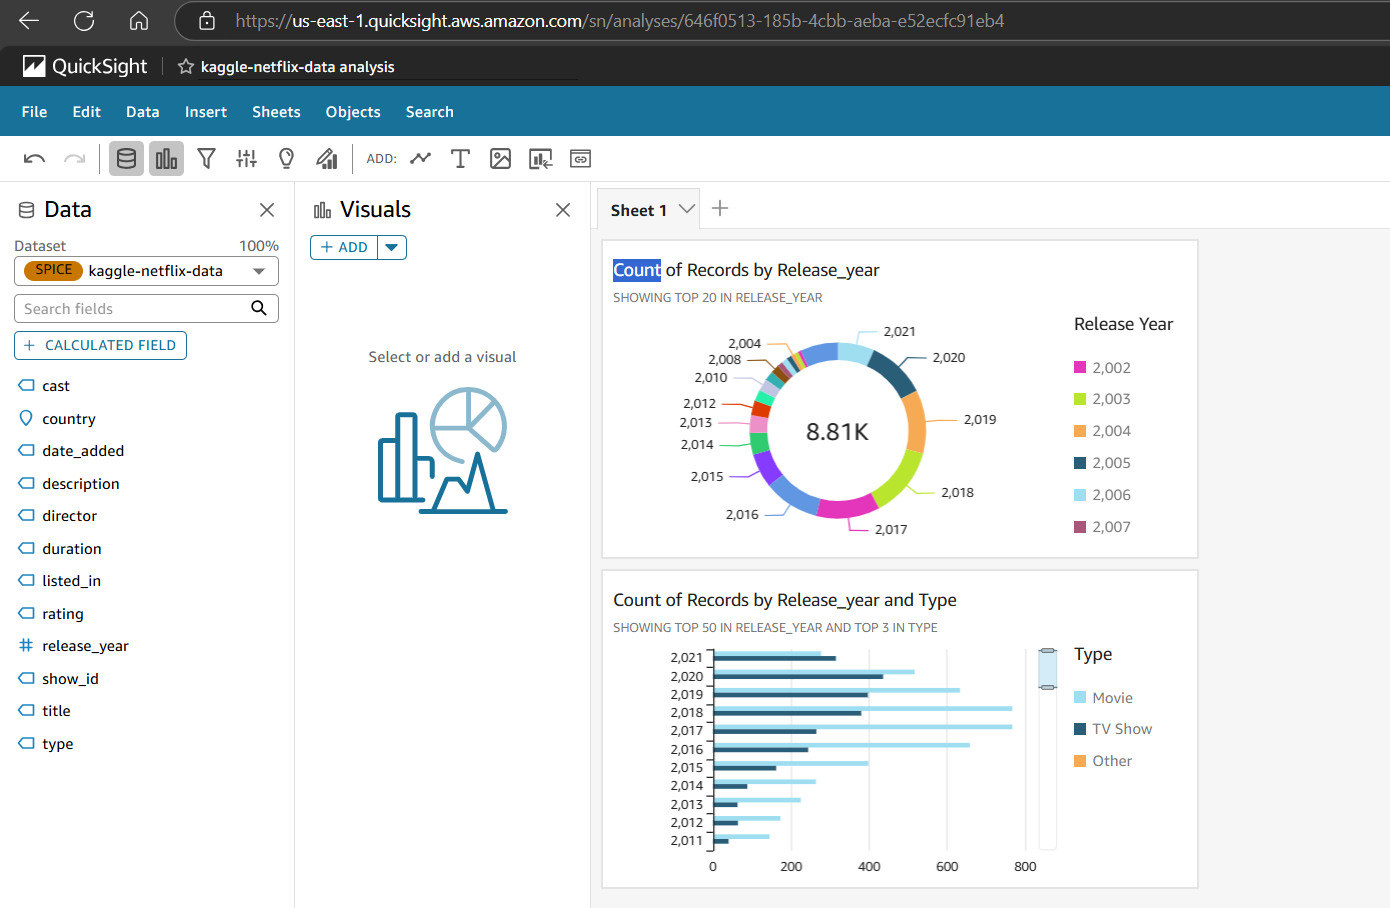 https://us-east-1.quicksight.aws.amazon.com/sn/analyses/646f0513-185b-4cbb-aeba-e52ecfc91eb4
QuickSight kaggle-netflix-data analysis
File Edit Data Insert Sheets Objects Search
ADD:
Data
Dataset 100%
SPICE kaggle-netflix-data
Search fields
+ CALCULATED FIELD
cast
country
date_added
description
director
duration
listed_in
rating
# release_year
show_id
title
type
Visuals
+ ADD
Select or add a visual
Sheet 1 +
Count of Records by Release_year
SHOWING TOP 20 IN RELEASE_YEAR
2,021
2,020
2,019
2,018
2,017
2,016
2,015
2,014
2,013
2,012
2,010
2,008
2,004
8.81K
Release Year
2,002
2,003
2,004
2,005
2,006
2,007
Count of Records by Release_year and Type
SHOWING TOP 50 IN RELEASE_YEAR AND TOP 3 IN TYPE
2,021
2,020
2,019
2,018
2,017
2,016
2,015
2,014
2,013
2,012
2,011
0 200 400 600 800
Type
Movie
TV Show
Other